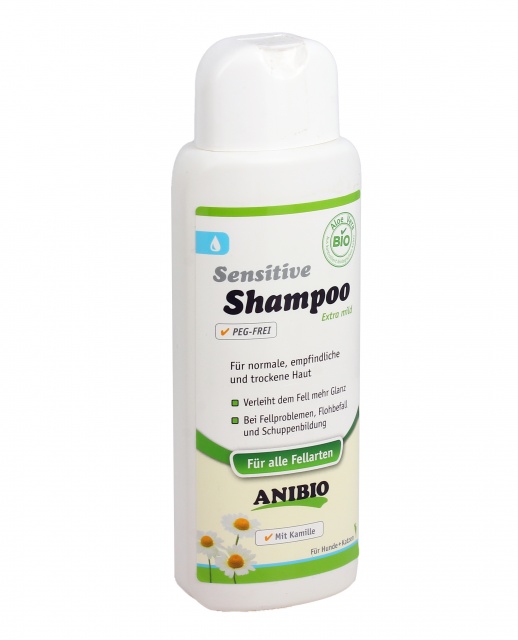 Aloe Vera
BIO
Sensitive
Shampoo
Extra mild
PEG-FREI
Für normale, empfindliche
und trockene Haut
Verleiht dem Fell mehr Glanz
Bei Fellproblemen, Flohbefall
und Schuppenbildung
Für alle Fellarten
ANIBIO
Mit Kamille
Für Hunde+Katzen